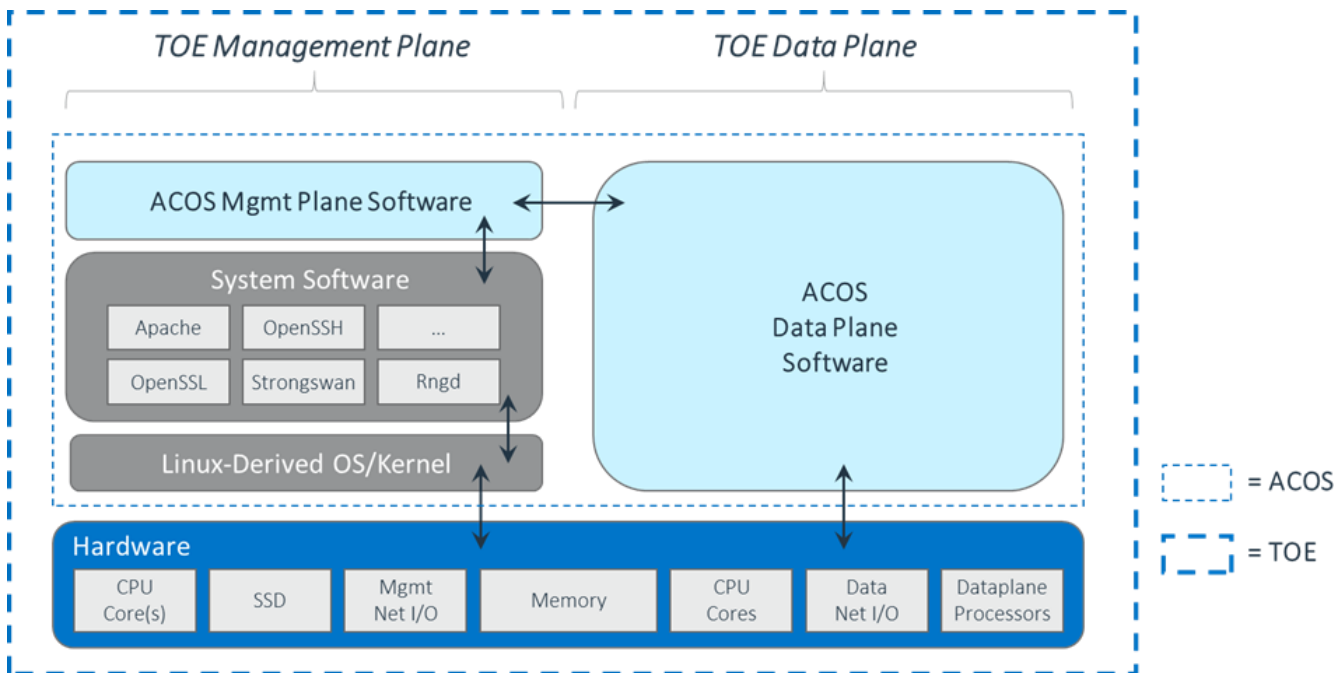 TOE Management Plane
TOE Data Plane
ACOS Mgmt Plane Software
System Software
Apache
OpenSSH
...
OpenSSL
Strongswan
Rngd
Linux-Derived OS/Kernel
ACOS
Data Plane
Software
= ACOS
= TOE
Hardware
CPU
Core(s)
SSD
Mgmt
Net I/O
Memory
CPU
Cores
Data
Net I/O
Dataplane
Processors